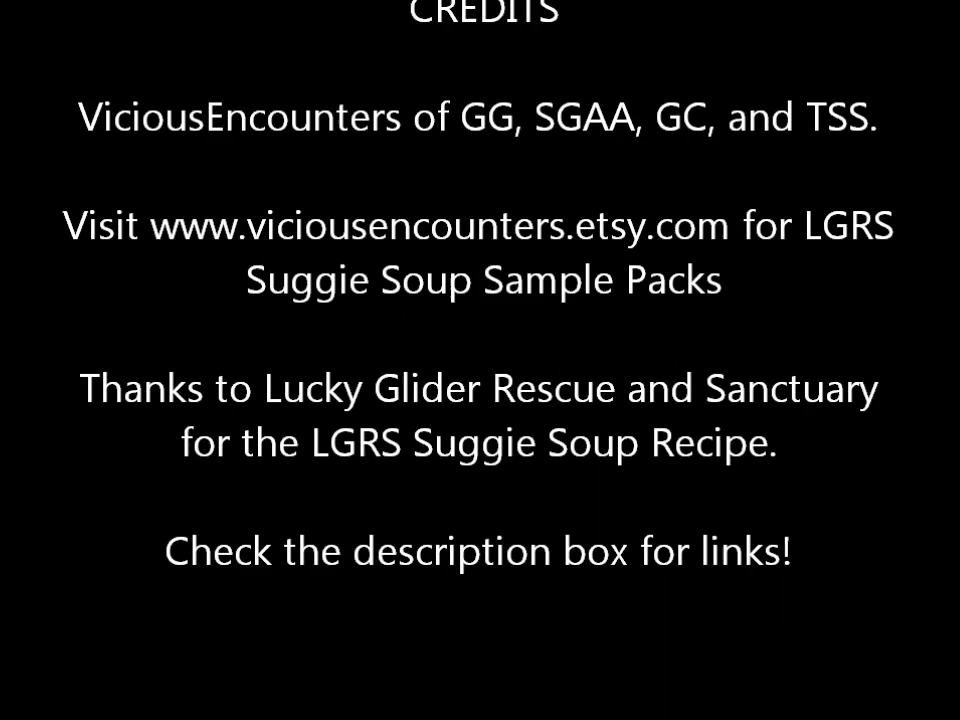 CREDITS
ViciousEncounters of GG, SGAA, GC, and TSS.
Visit www.viciousencounters.etsy.com for LGRS
Suggie Soup Sample Packs
Thanks to Lucky Glider Rescue and Sanctuary
for the LGRS Suggie Soup Recipe.
Check the description box for links!